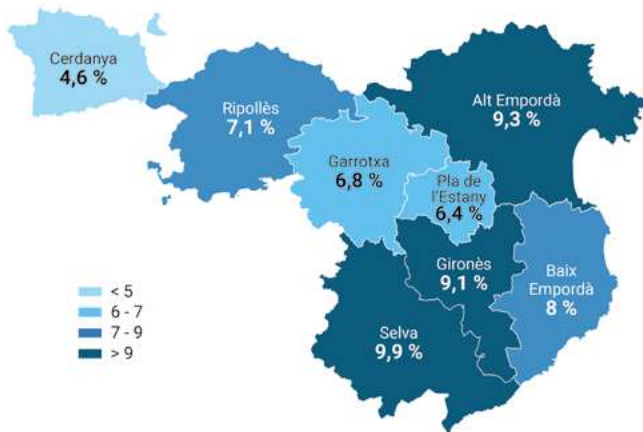 Cerdanya
4,6 %
Ripollès
7,1 %
Alt Empordà
9,3 %
Garrotxa
6,8 %
Pla de
l'Estany
6,4 %
Gironès
9,1 %
Baix
Empordà
8 %
Selva
9,9 %
< 5
6 - 7
7 - 9
> 9